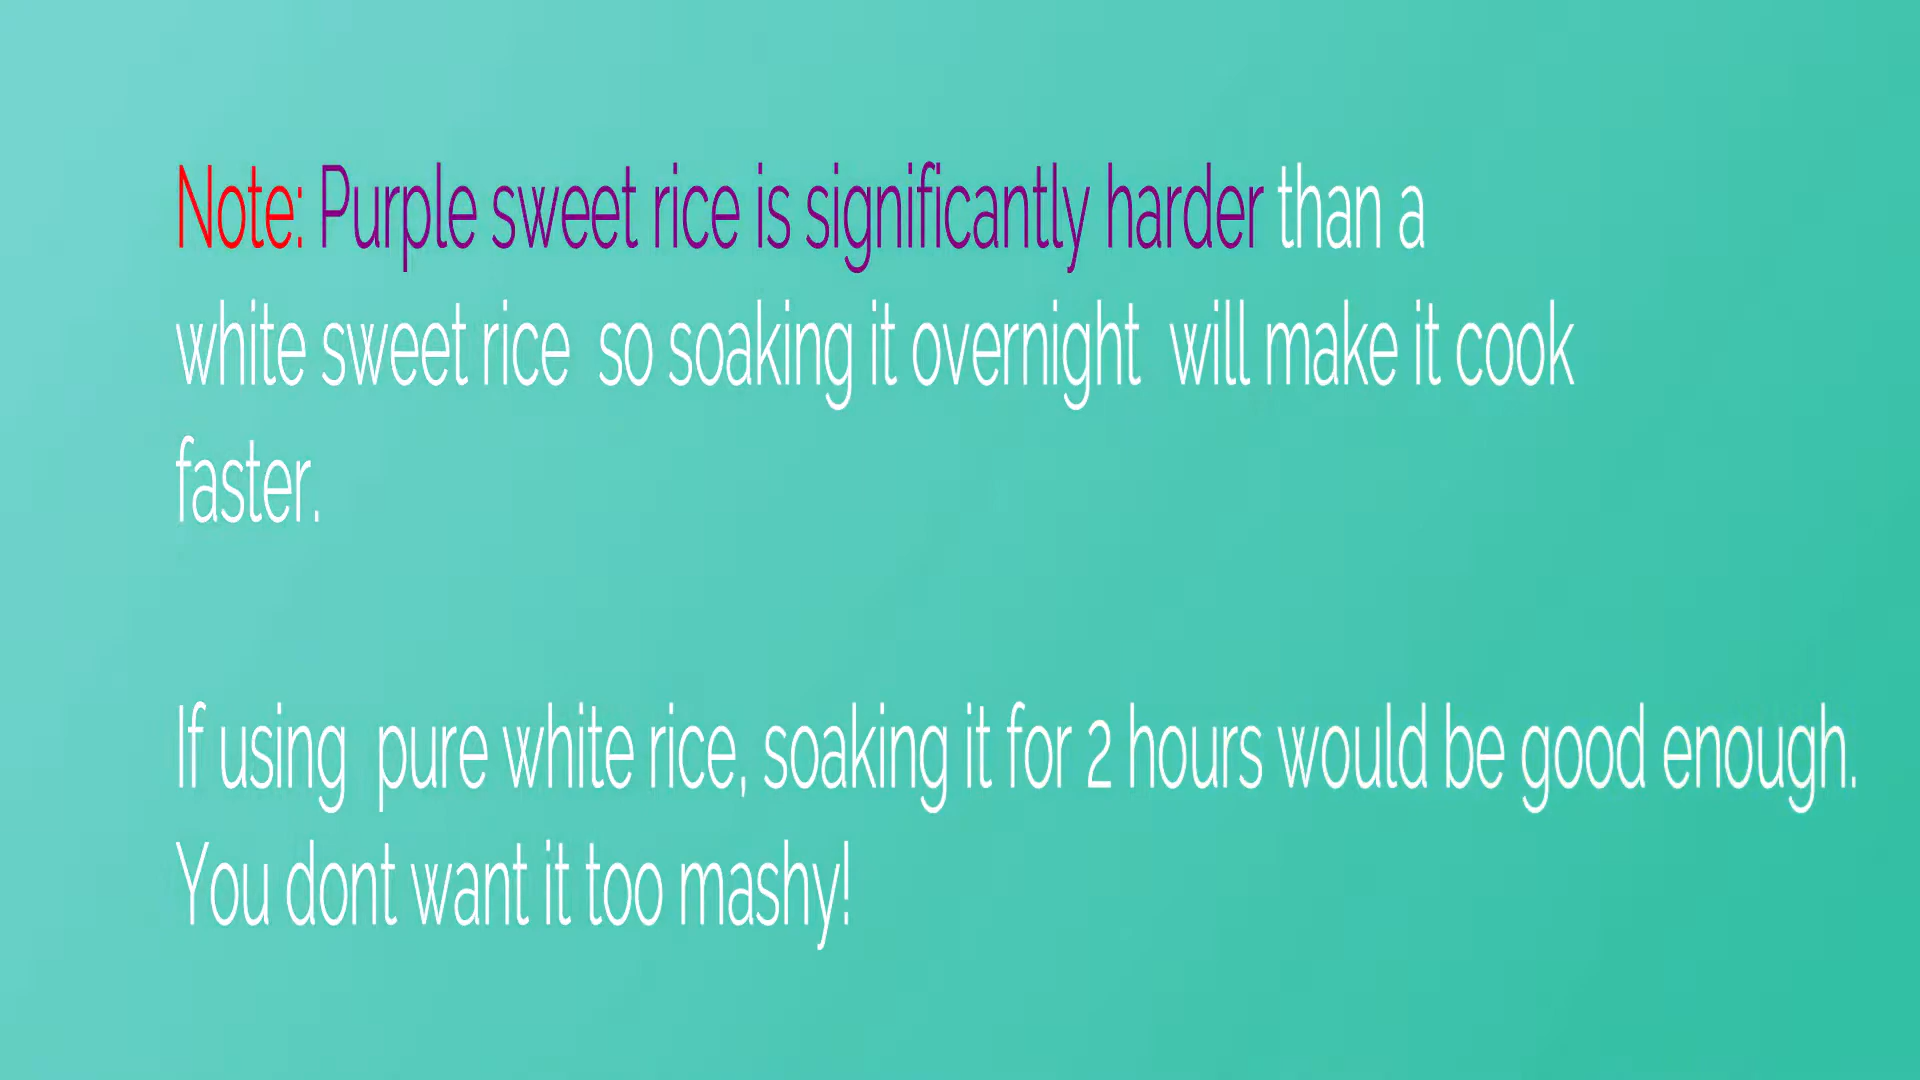 Note: Purple sweet rice is significantly harder than a
white sweet rice  so soaking it overnight  will make it cook
faster.
If using  pure white rice, soaking it for 2 hours would be good enough.
You dont want it too mashy!